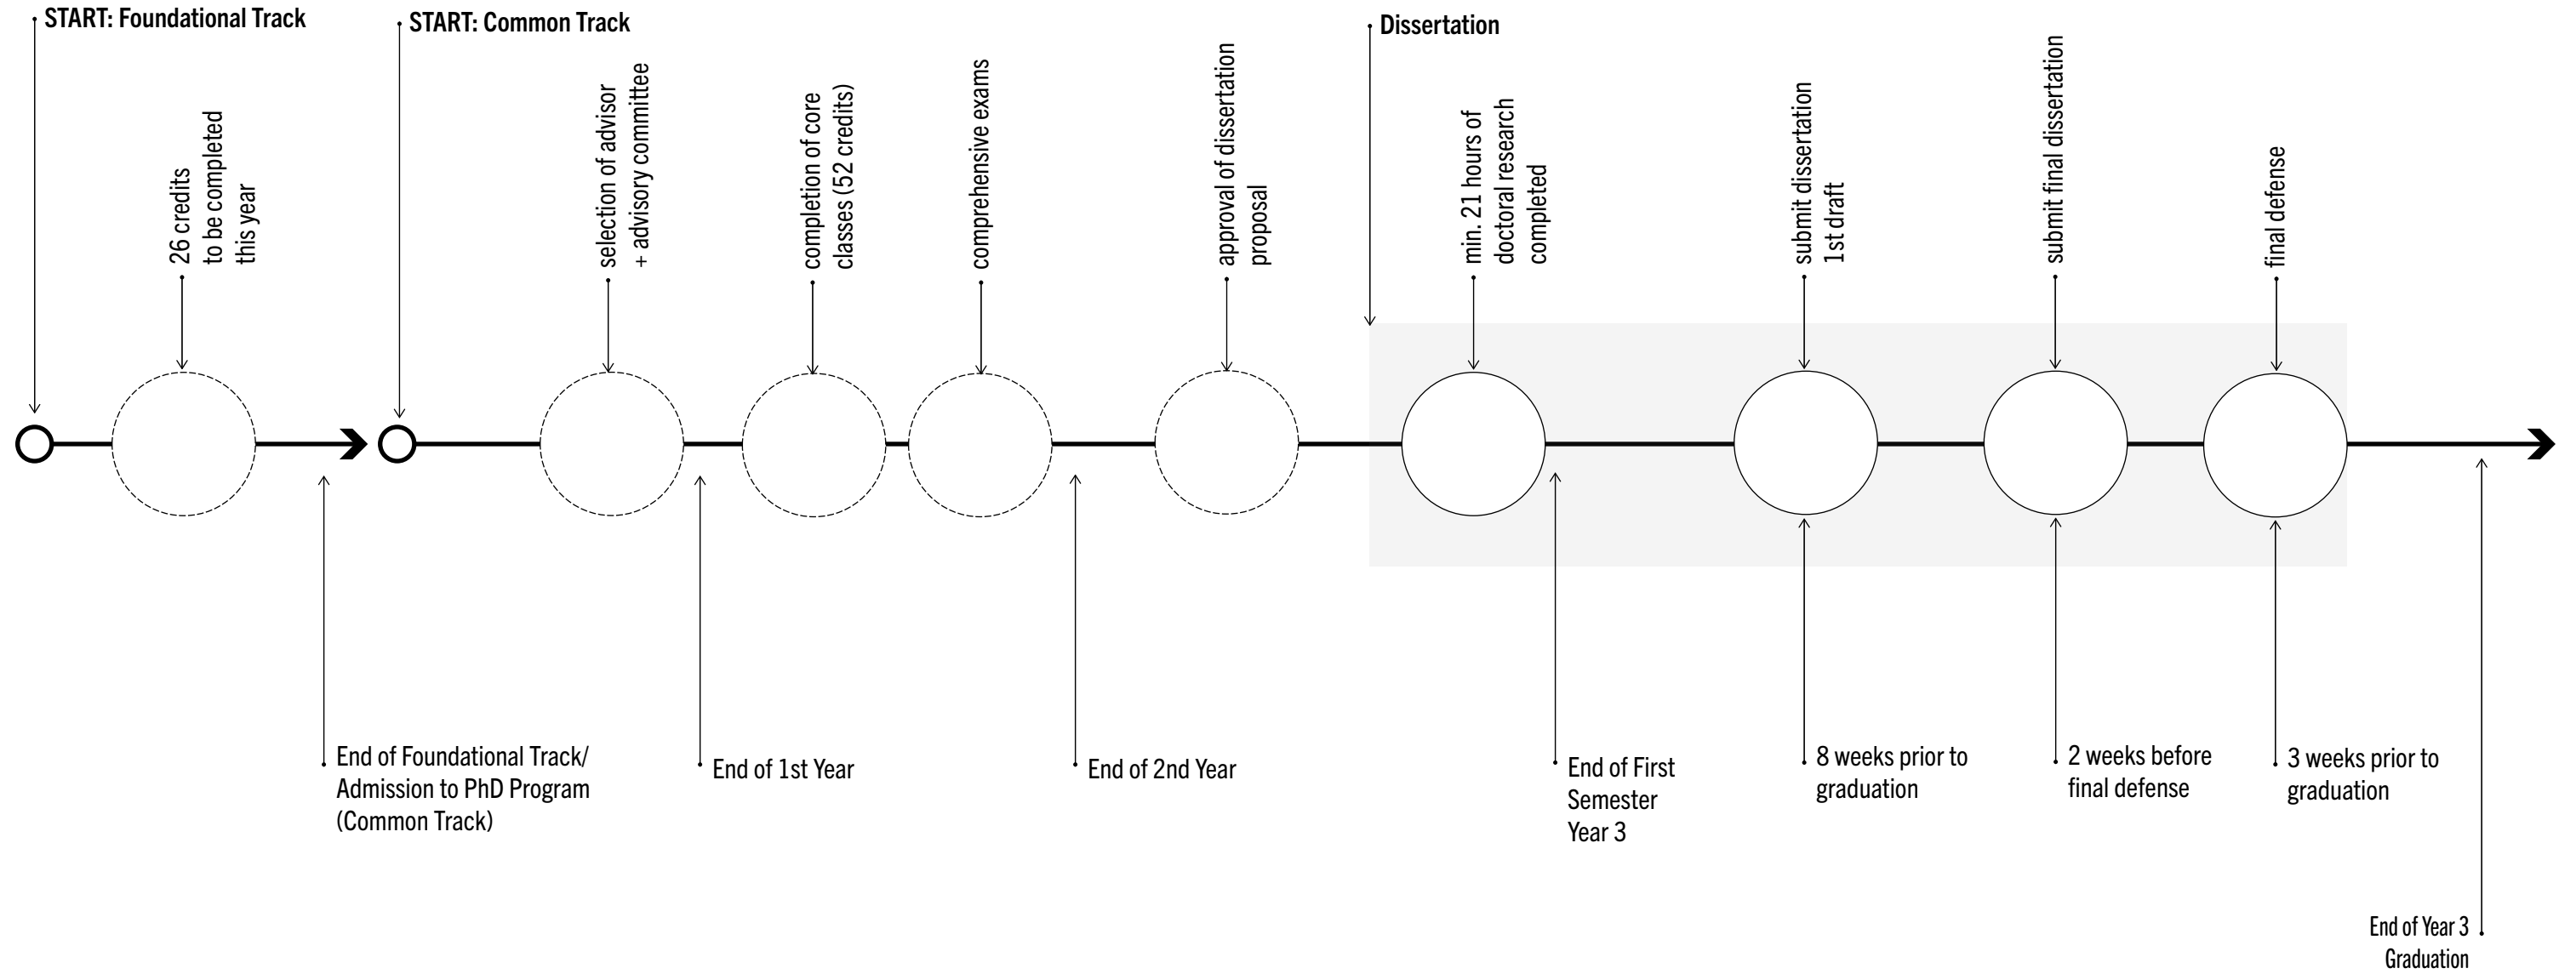 START: Foundational Track
START: Common Track
Dissertation
26 credits
to be completed
this year
selection of advisor
+ advisory committee
completion of core
classes (52 credits)
comprehensive exams
approval of dissertation
proposal
min. 21 hours of
doctoral research
completed
submit dissertation
1st draft
submit final dissertation
final defense
End of Foundational Track/
Admission to PhD Program
(Common Track)
End of 1st Year
End of 2nd Year
End of First
Semester
Year 3
8 weeks prior to
graduation
2 weeks before
final defense
3 weeks prior to
graduation
End of Year 3
Graduation